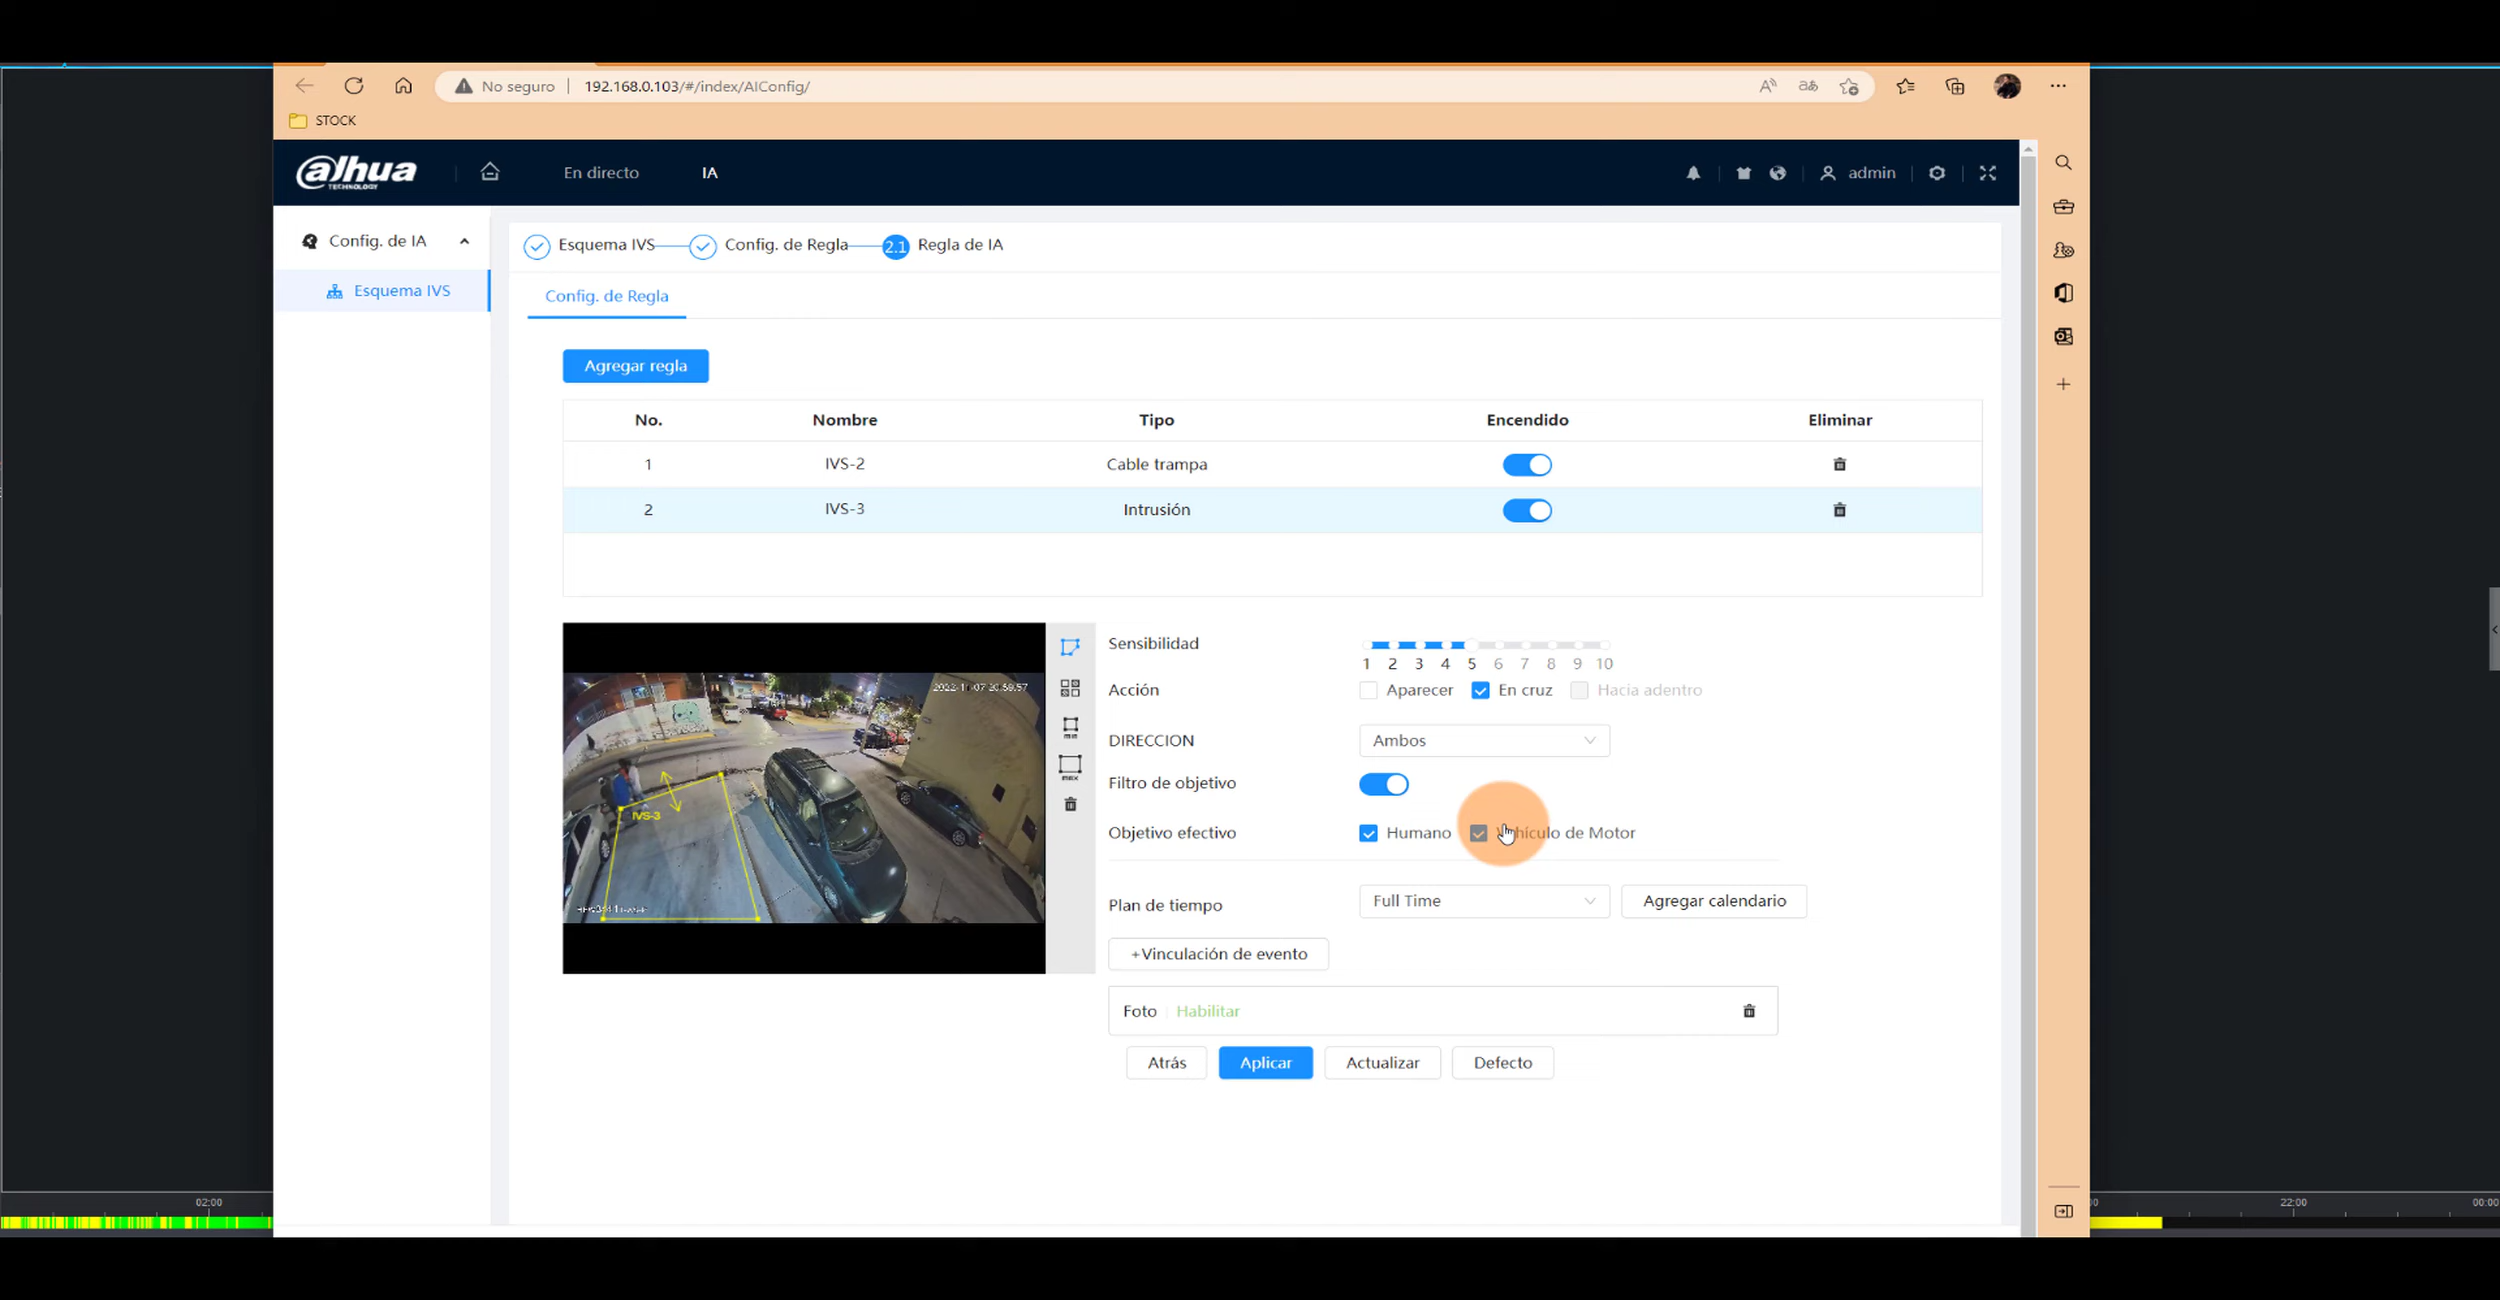 No seguro
192.168.0.103/#/index/AIConfig/
STOCK
alhua
TECHNOLOGY
En directo
IA
admin
Config. de IA
Esquema IVS
Esquema IVS
Config. de Regla
2.1 Regla de IA
Config. de Regla
Agregar regla
No. Nombre Tipo Encendido Eliminar
1 IVS-2 Cable trampa
2 IVS-3 Intrusión
IVS-3
min
max
Sensibilidad
1 2 3 4 5 6 7 8 9 10
Acción Aparecer En cruz Hacia adentro
DIRECCION Ambos
Filtro de objetivo
Objetivo efectivo Humano Vehículo de Motor
Plan de tiempo Full Time Agregar calendario
+Vinculación de evento
Foto Habilitar
Atrás Aplicar Actualizar Defecto
02:00
22:00
00:00